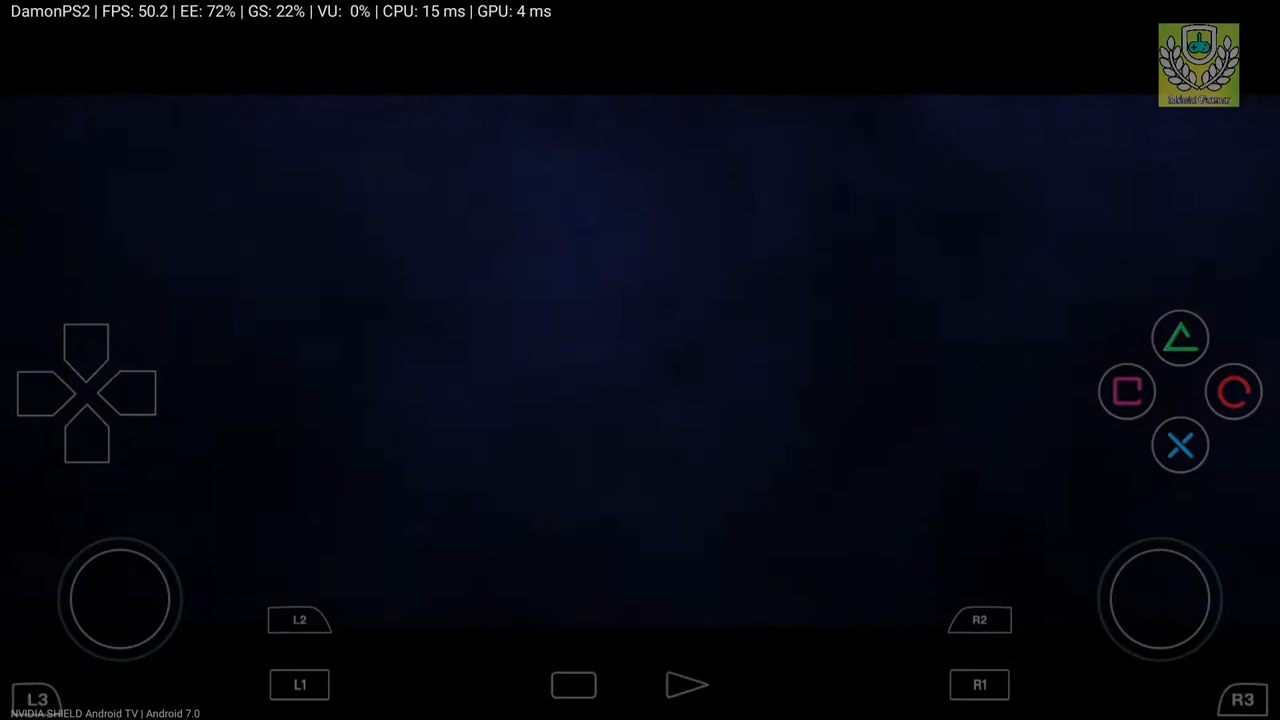 DamonPS2 | FPS: 50.2 | EE: 72% | GS: 22% | VU: 0% | CPU: 15 ms | GPU: 4 ms
L2
R2
L1
R1
L3
R3
NVIDIA SHIELD Android TV | Android 7.0